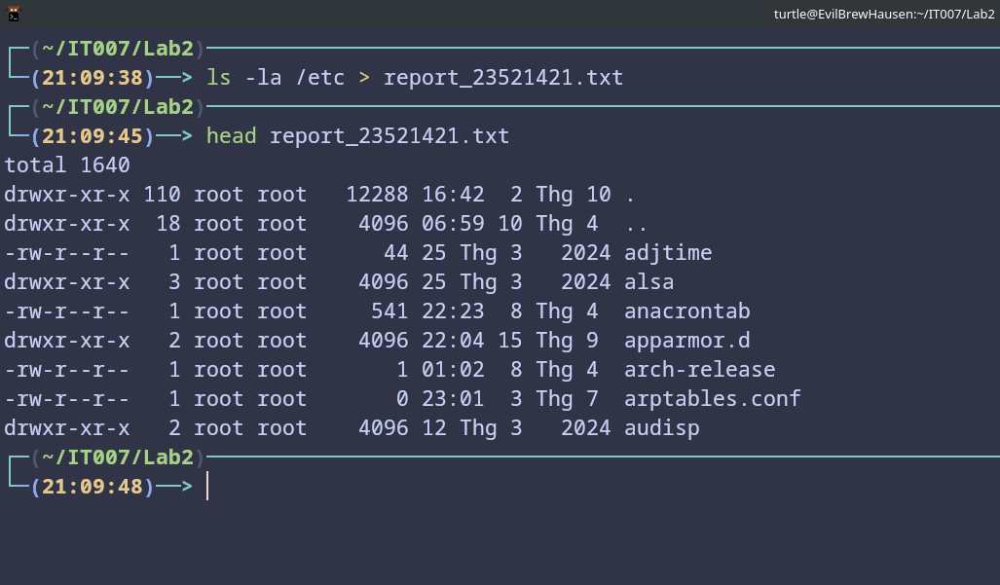 turtle@EvilBrewHausen:~/IT007/Lab2
(~/IT007/Lab2)
(21:09:38)──> ls -la /etc > report_23521421.txt
(~/IT007/Lab2)
(21:09:45)──> head report_23521421.txt
total 1640
drwxr-xr-x 110 root root   12288 16:42  2 Thg 10 .
drwxr-xr-x  18 root root    4096 06:59 10 Thg 4  ..
-rw-r--r--   1 root root      44 25 Thg 3   2024 adjtime
drwxr-xr-x   3 root root    4096 25 Thg 3   2024 alsa
-rw-r--r--   1 root root     541 22:23  8 Thg 4  anacrontab
drwxr-xr-x   2 root root    4096 22:04 15 Thg 9  apparmor.d
-rw-r--r--   1 root root       1 01:02  8 Thg 4  arch-release
-rw-r--r--   1 root root       0 23:01  3 Thg 7  arptables.conf
drwxr-xr-x   2 root root    4096 12 Thg 3   2024 audisp
(~/IT007/Lab2)
(21:09:48)──>